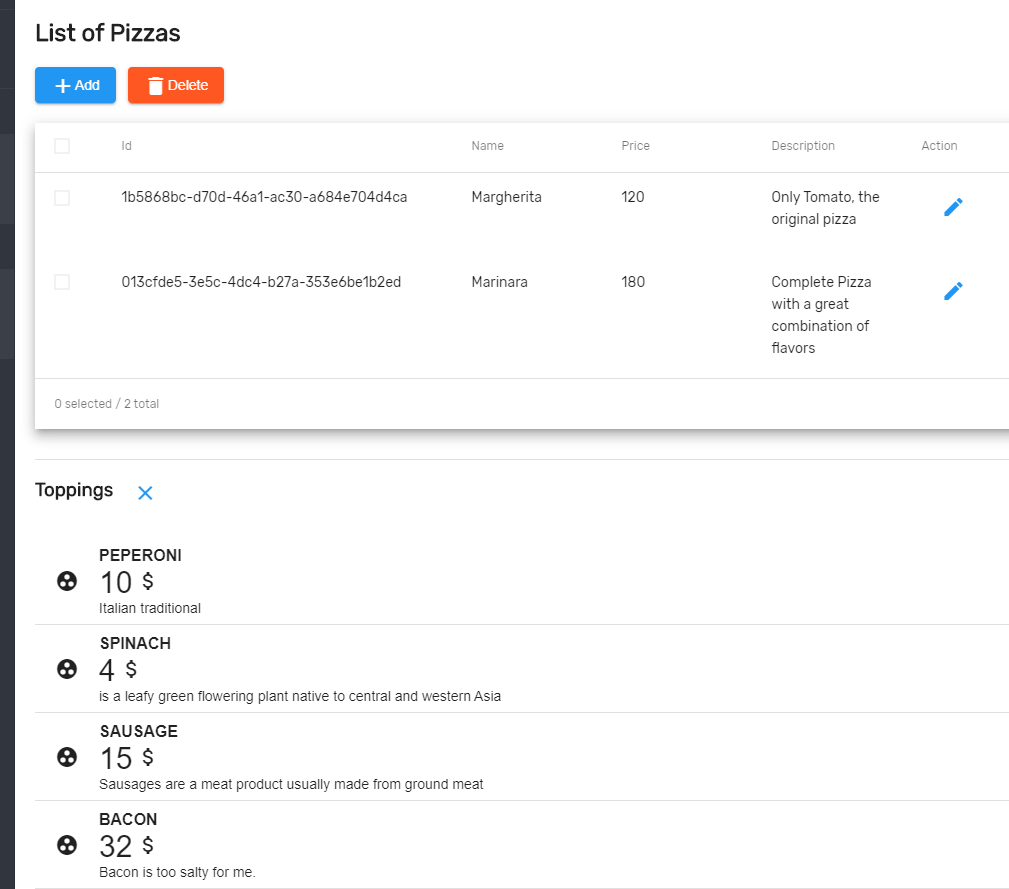 List of Pizzas
Add Delete
Id Name Price Description Action
1b5868bc-d70d-46a1-ac30-a684e704d4ca Margherita 120 Only Tomato, the
original pizza
013cfde5-3e5c-4dc4-b27a-353e6be1b2ed Marinara 180 Complete Pizza
with a great
combination of
flavors
0 selected / 2 total
Toppings
PEPERONI
10 $
Italian traditional
SPINACH
4 $
is a leafy green flowering plant native to central and western Asia
SAUSAGE
15 $
Sausages are a meat product usually made from ground meat
BACON
32 $
Bacon is too salty for me.